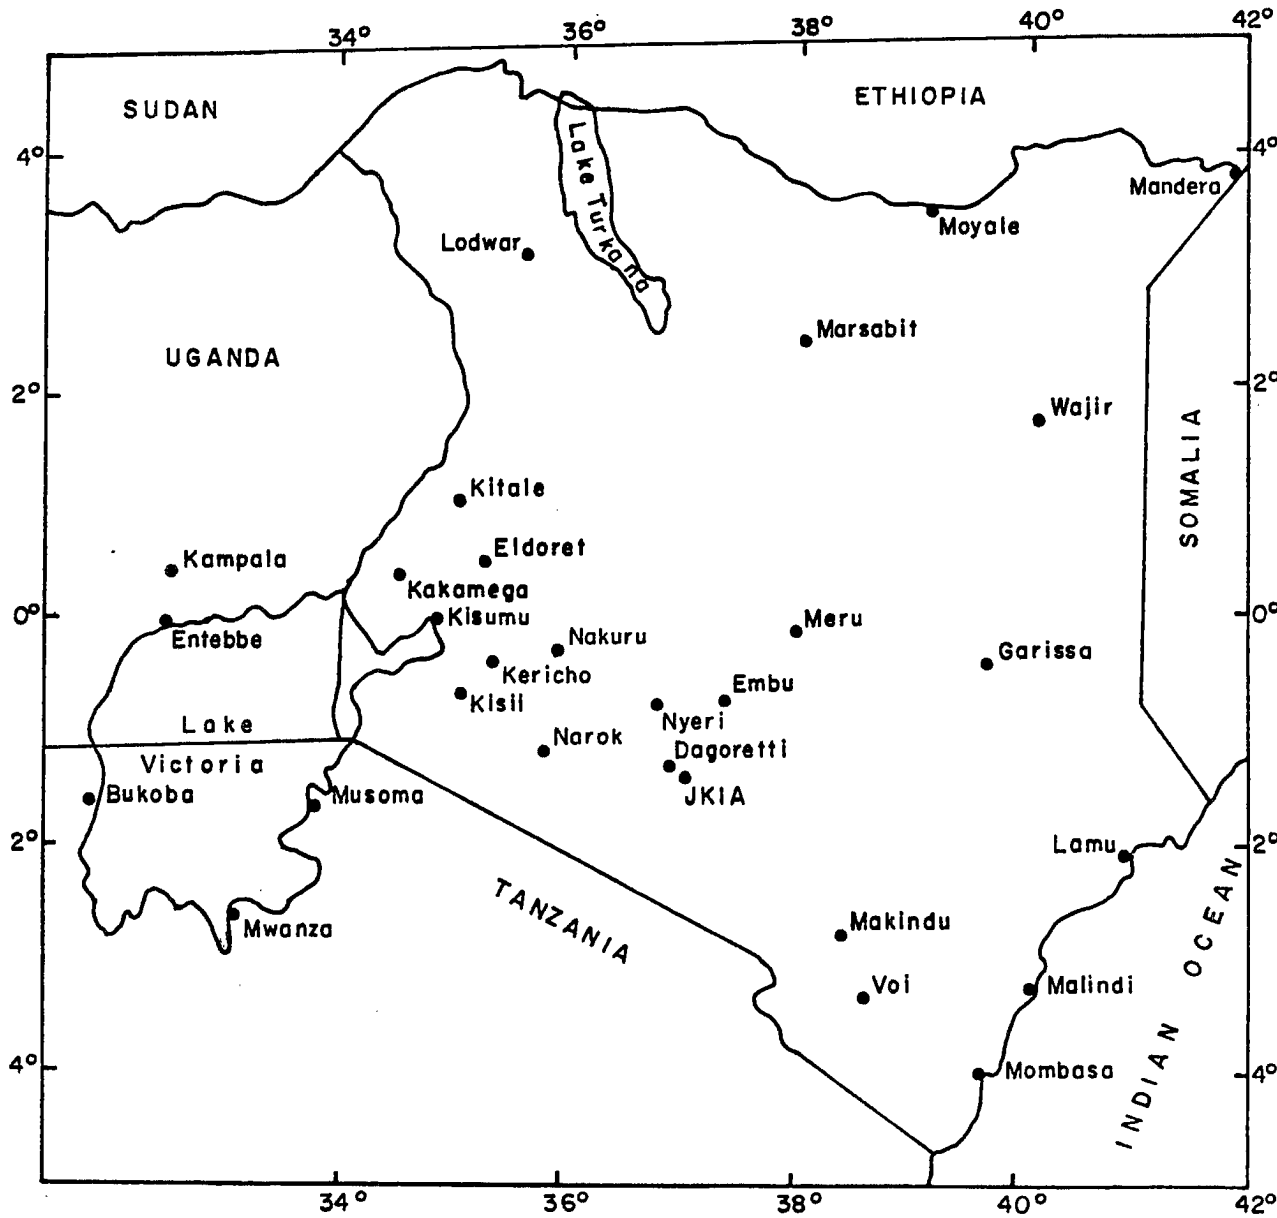 34°
36°
38°
40°
42°
SUDAN
ETHIOPIA
4°
4°
Lake Turkana
Mandera
Moyale
Lodwar
Marsabit
UGANDA
2°
2°
Wajir
SOMALIA
Kitale
Eldoret
Kampala
Kakamega
0°
0°
Kisumu
Meru
Entebbe
Nakuru
Garissa
Kericho
Embu
Kisii
Nyeri
Lake
Victoria
Narok
Dagoretti
JKIA
Bukoba
Musoma
2°
2°
Lamu
TANZANIA
Makindu
Mwanza
INDIAN OCEAN
Voi
Malindi
4°
4°
Mombasa
34°
36°
38°
40°
42°